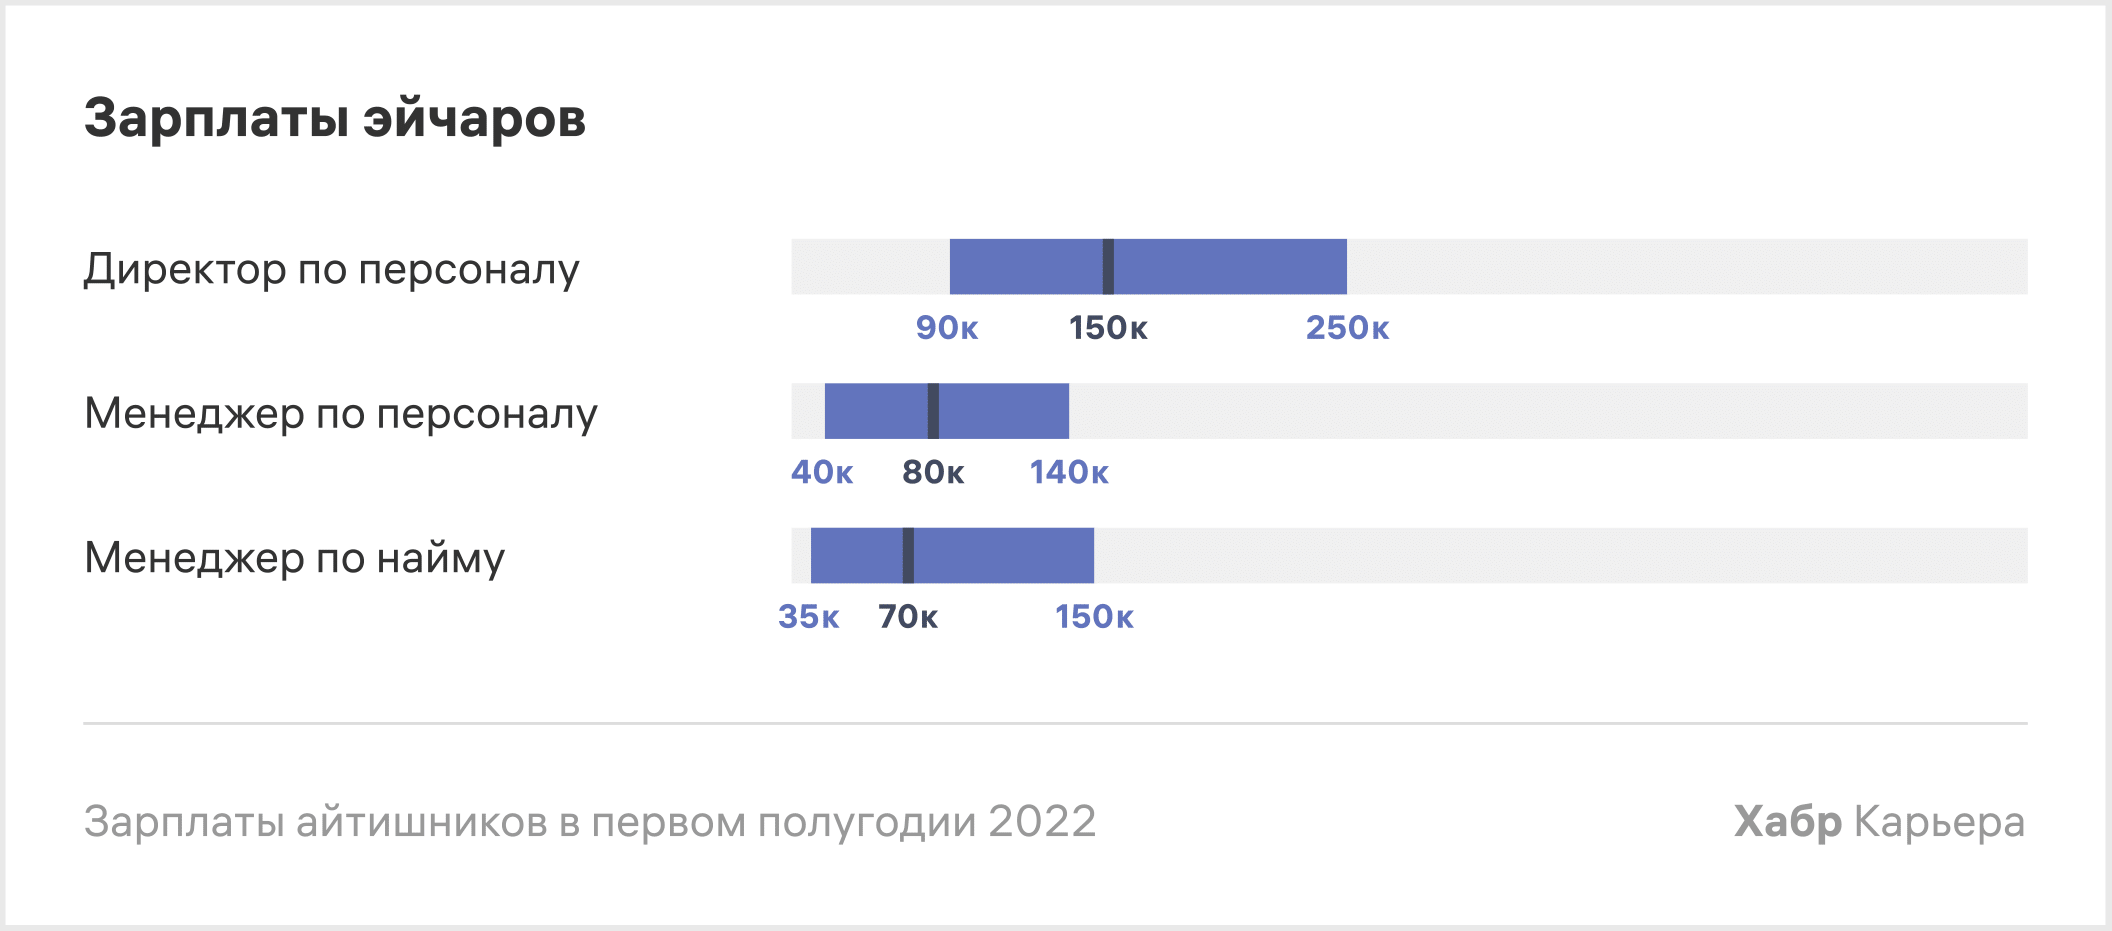 Зарплаты эйчаров
Директор по персоналу
90к 150к 250к
Менеджер по персоналу
40к 80к 140к
Менеджер по найму
35к 70к 150к
Зарплаты айтишников в первом полугодии 2022 Хабр Карьера